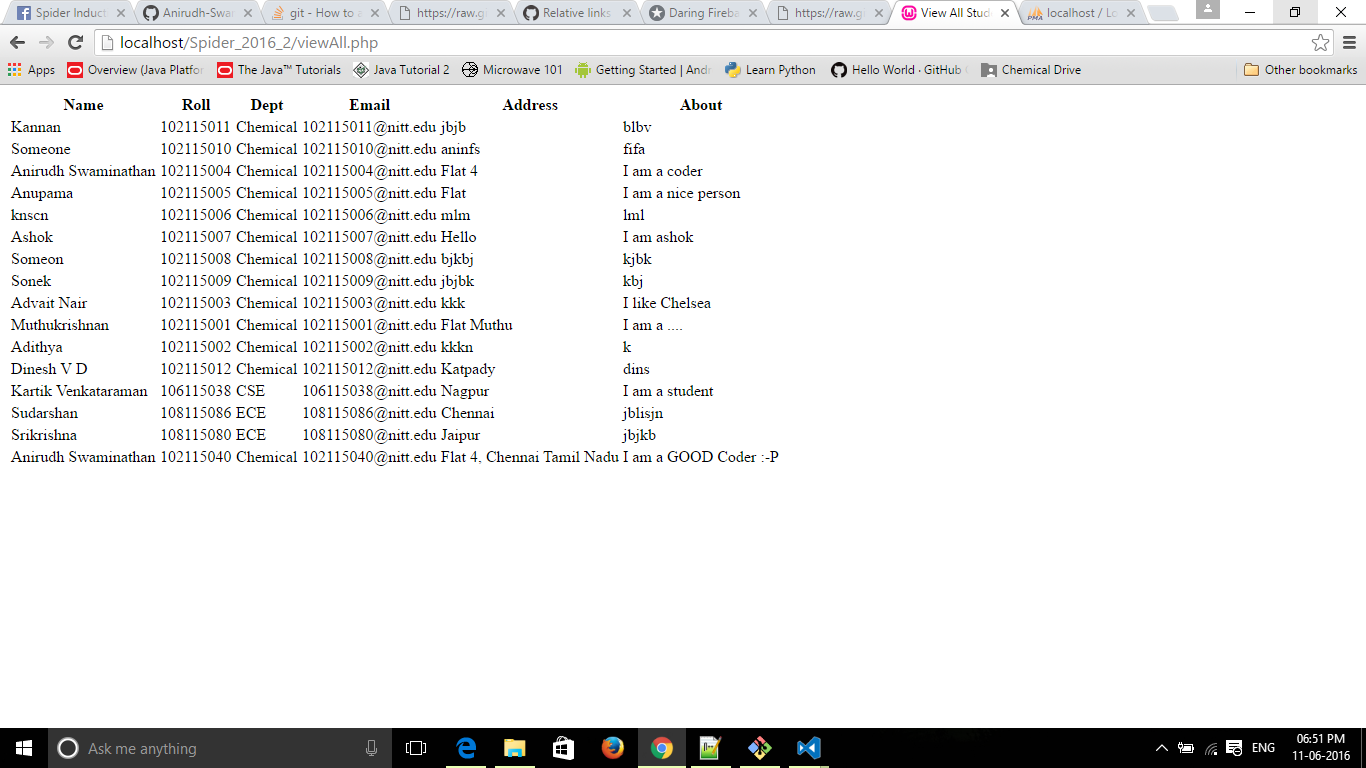 Spider Induct
Anirudh-Swar
git - How to a
https://raw.g
Relative links
Daring Fireba
https://raw.g
View All Stud
localhost / Lo
localhost/Spider_2016_2/viewAll.php
Apps
Overview (Java Platfor
The Java™ Tutorials
Java Tutorial 2
Microwave 101
Getting Started | Andr
Learn Python
Hello World · GitHub
Chemical Drive
Other bookmarks
Name Roll Dept Email Address About
Kannan 102115011 Chemical 102115011@nitt.edu jbjb blbv
Someone 102115010 Chemical 102115010@nitt.edu aninfs fifa
Anirudh Swaminathan 102115004 Chemical 102115004@nitt.edu Flat 4 I am a coder
Anupama 102115005 Chemical 102115005@nitt.edu Flat I am a nice person
knscn 102115006 Chemical 102115006@nitt.edu mlm lml
Ashok 102115007 Chemical 102115007@nitt.edu Hello I am ashok
Someon 102115008 Chemical 102115008@nitt.edu bjkbj kjbk
Sonek 102115009 Chemical 102115009@nitt.edu jbjbk kbj
Advait Nair 102115003 Chemical 102115003@nitt.edu kkk I like Chelsea
Muthukrishnan 102115001 Chemical 102115001@nitt.edu Flat Muthu I am a ....
Adithya 102115002 Chemical 102115002@nitt.edu kkkn k
Dinesh V D 102115012 Chemical 102115012@nitt.edu Katpady dins
Kartik Venkataraman 106115038 CSE 106115038@nitt.edu Nagpur I am a student
Sudarshan 108115086 ECE 108115086@nitt.edu Chennai jblisjn
Srikrishna 108115080 ECE 108115080@nitt.edu Jaipur jbjkb
Anirudh Swaminathan 102115040 Chemical 102115040@nitt.edu Flat 4, Chennai Tamil Nadu I am a GOOD Coder :-P
Ask me anything
ENG
06:51 PM
11-06-2016